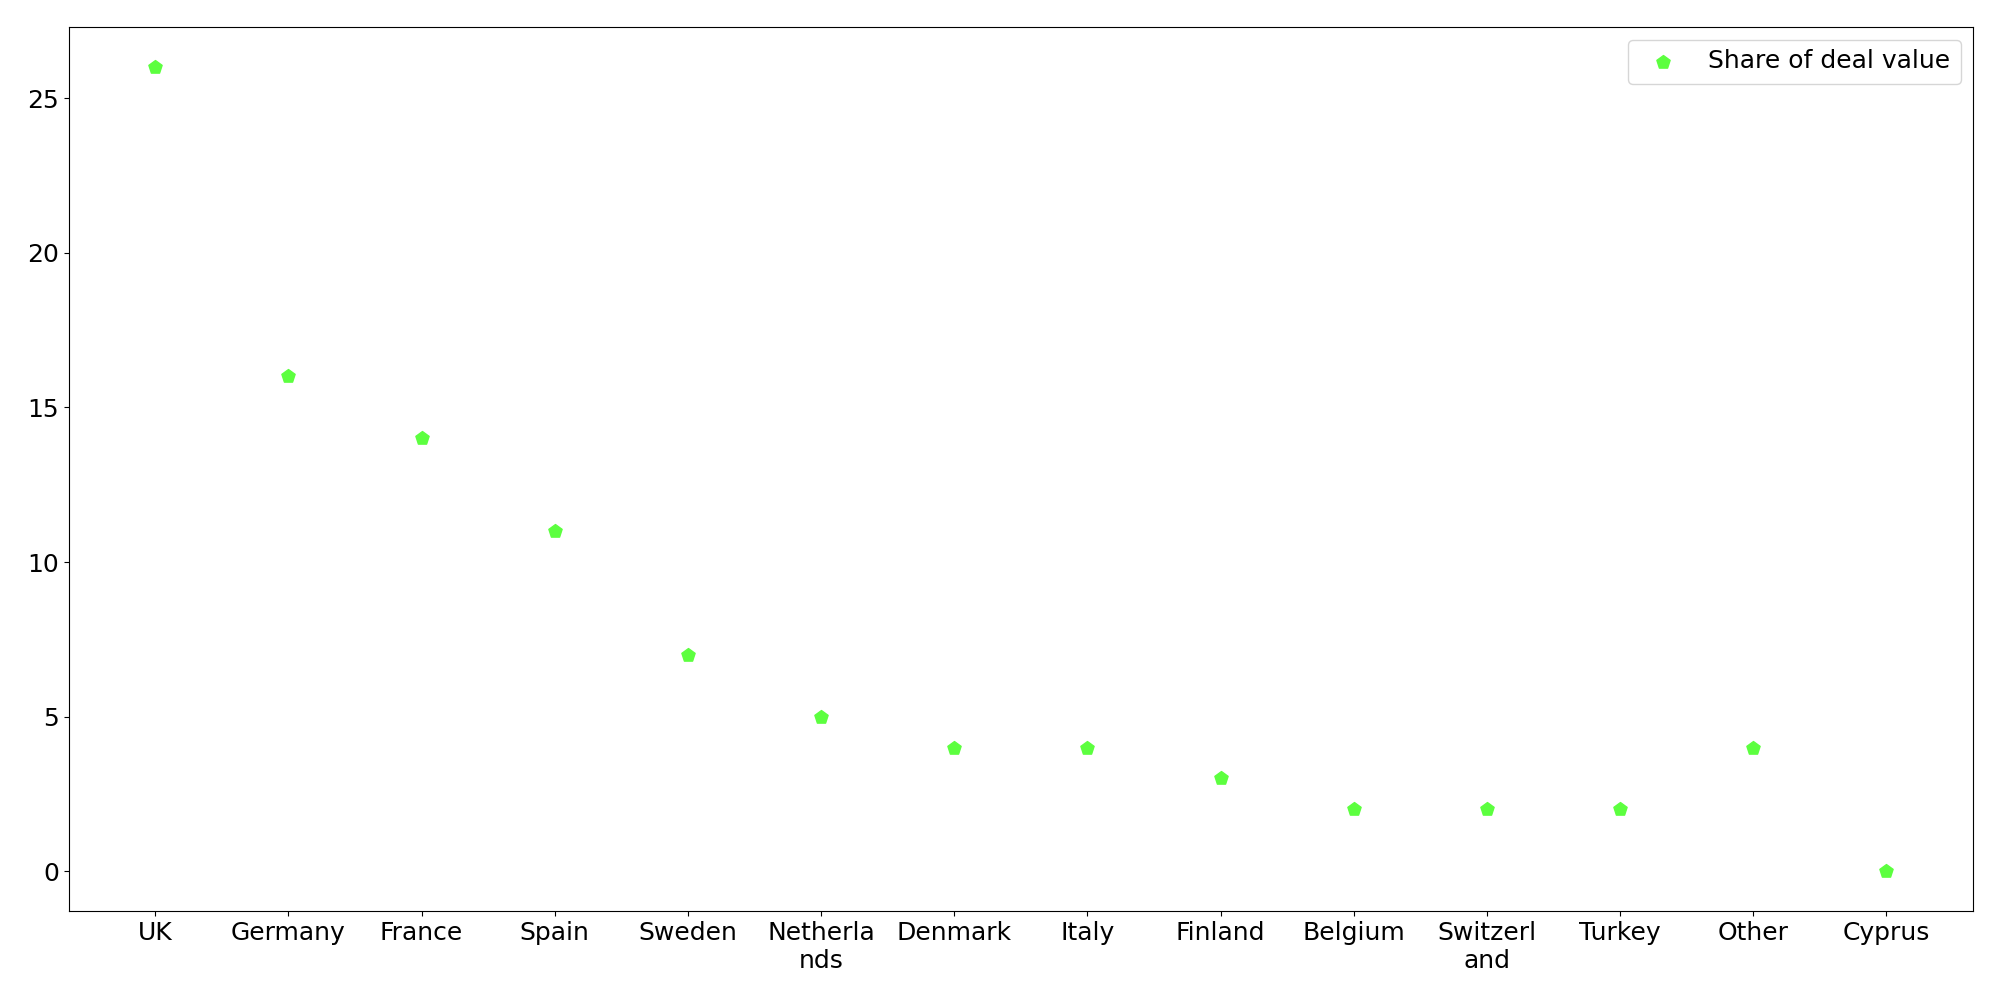 Share of deal value
25
20
15
10
5
0
UK
Germany
France
Spain
Sweden
Netherla
nds
Denmark
Italy
Finland
Belgium
Switzerl
and
Turkey
Other
Cyprus